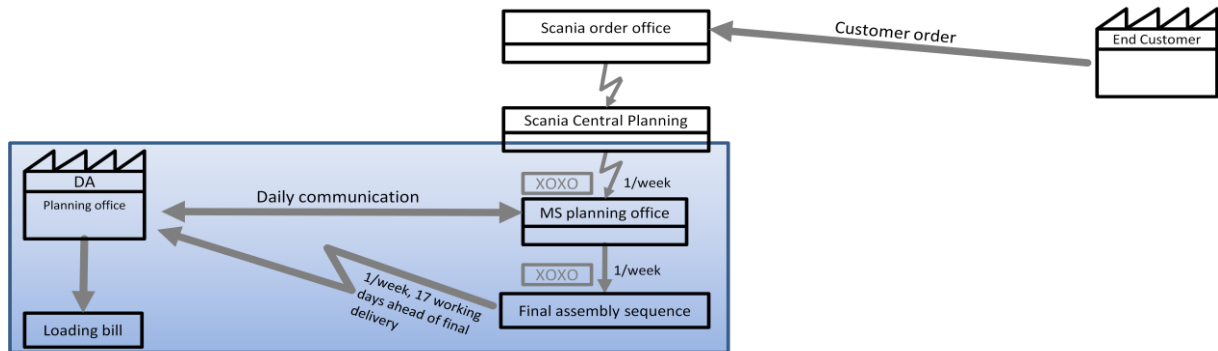 Scania order office
Customer order
End Customer
Scania Central Planning
DA
Planning office
Daily communication
XOXO
1/week
MS planning office
XOXO
1/week
1/week, 17 working
days ahead of final
delivery
Final assembly sequence
Loading bill